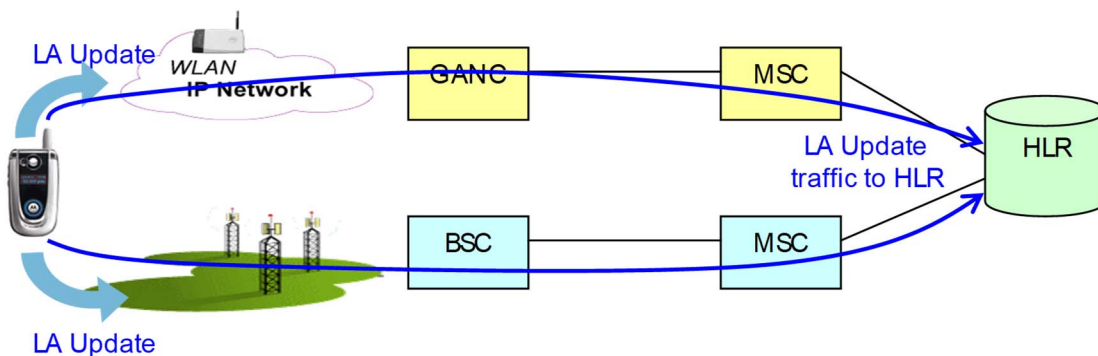 LA Update
WLAN
IP Network
GANC
MSC
HLR
LA Update
traffic to HLR
BSC
MSC
LA Update